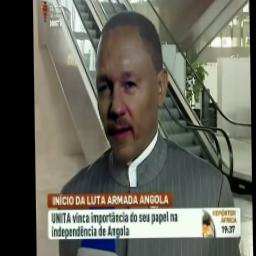 INÍCIO DA LUTA ARMADA ANGOLA
UNITA vinca importância do seu papel na
independência de Angola
REPÓRTER
ÁFRICA
19:37